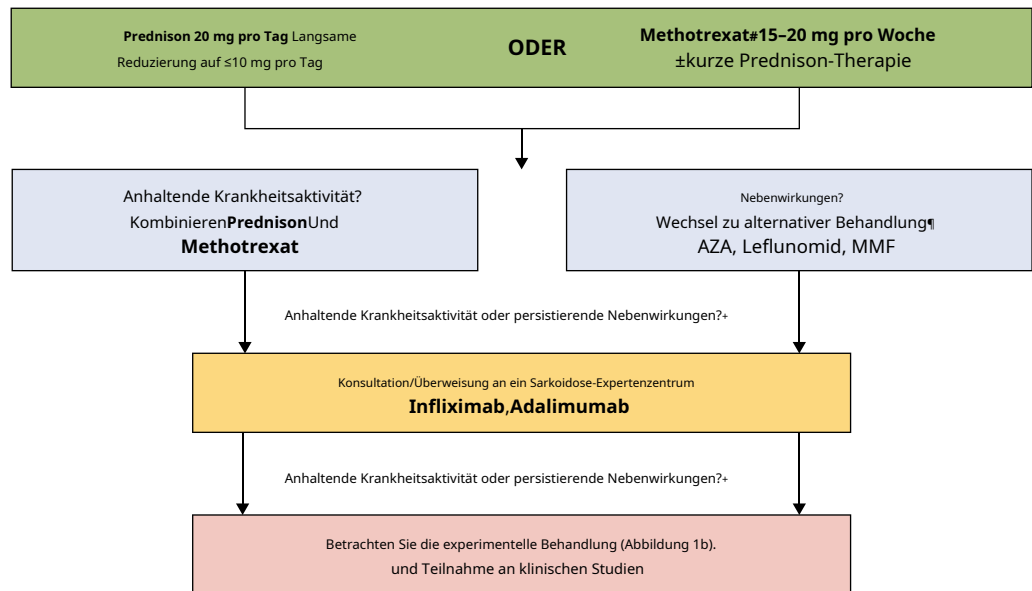 Prednison 20 mg pro Tag Langsame
Reduzierung auf ≤10 mg pro Tag
ODER
Methotrexat#15–20 mg pro Woche
±kurze Prednison-Therapie
Anhaltende Krankheitsaktivität?
KombinierenPrednisonUnd
Methotrexat
Nebenwirkungen?
Wechsel zu alternativer Behandlung¶
AZA, Leflunomid, MMF
Anhaltende Krankheitsaktivität oder persistierende Nebenwirkungen?+
Konsultation/Überweisung an ein Sarkoidose-Expertenzentrum
Infliximab,Adalimumab
Anhaltende Krankheitsaktivität oder persistierende Nebenwirkungen?+
Betrachten Sie die experimentelle Behandlung (Abbildung 1b).
und Teilnahme an klinischen Studien